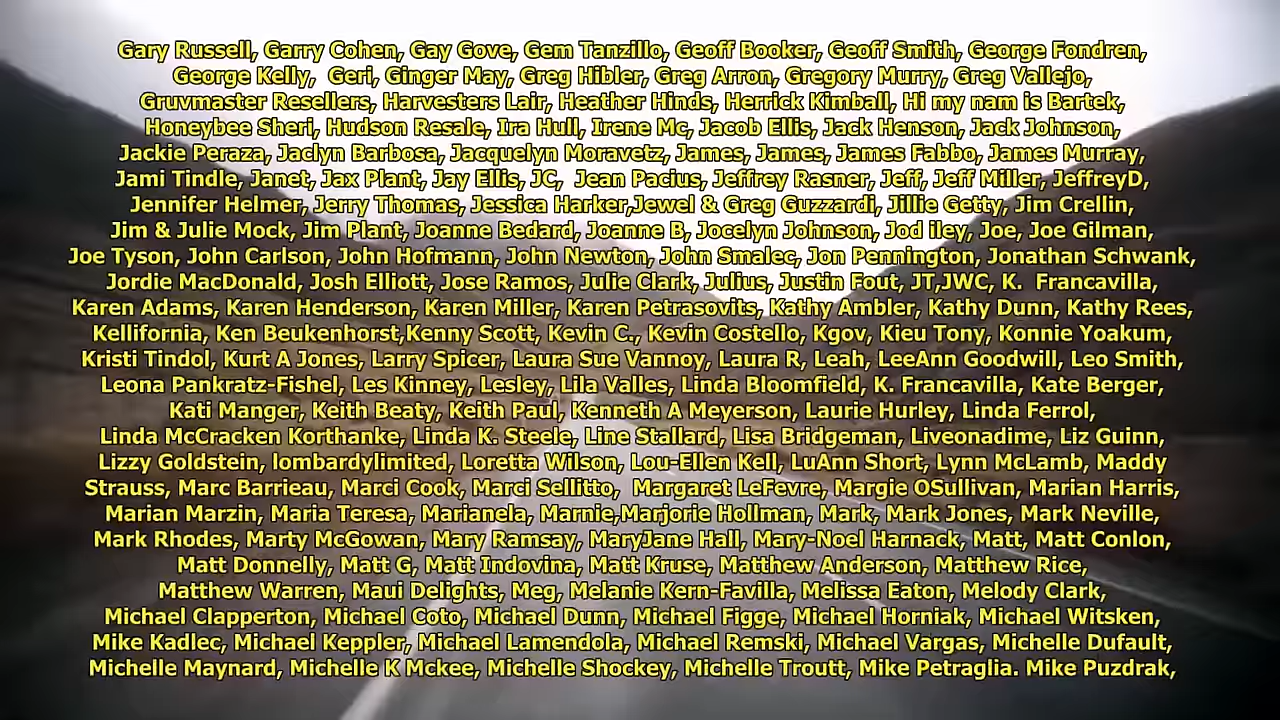 Gary Russell, Garry Cohen, Gay Gove, Gem Tanzillo, Geoff Booker, Geoff Smith, George Fondren,
George Kelly,  Geri, Ginger May, Greg Hibler, Greg Arron, Gregory Murry, Greg Vallejo,
Gruvmaster Resellers, Harvesters Lair, Heather Hinds, Herrick Kimball, Hi my nam is Bartek,
Honeybee Sheri, Hudson Resale, Ira Hull, Irene Mc, Jacob Ellis, Jack Henson, Jack Johnson,
Jackie Peraza, Jaclyn Barbosa, Jacquelyn Moravetz, James, James, James Fabbo, James Murray,
Jami Tindle, Janet, Jax Plant, Jay Ellis, JC,  Jean Pacius, Jeffrey Rasner, Jeff, Jeff Miller, JeffreyD,
Jennifer Helmer, Jerry Thomas, Jessica Harker,Jewel & Greg Guzzardi, Jillie Getty, Jim Crellin,
Jim & Julie Mock, Jim Plant, Joanne Bedard, Joanne B, Jocelyn Johnson, Jod iley, Joe, Joe Gilman,
Joe Tyson, John Carlson, John Hofmann, John Newton, John Smalec, Jon Pennington, Jonathan Schwank,
Jordie MacDonald, Josh Elliott, Jose Ramos, Julie Clark, Julius, Justin Fout, JT,JWC, K.  Francavilla,
Karen Adams, Karen Henderson, Karen Miller, Karen Petrasovits, Kathy Ambler, Kathy Dunn, Kathy Rees,
Kellifornia, Ken Beukenhorst,Kenny Scott, Kevin C., Kevin Costello, Kgov, Kieu Tony, Konnie Yoakum,
Kristi Tindol, Kurt A Jones, Larry Spicer, Laura Sue Vannoy, Laura R, Leah, LeeAnn Goodwill, Leo Smith,
Leona Pankratz-Fishel, Les Kinney, Lesley, Lila Valles, Linda Bloomfield, K. Francavilla, Kate Berger,
Kati Manger, Keith Beaty, Keith Paul, Kenneth A Meyerson, Laurie Hurley, Linda Ferrol,
Linda McCracken Korthanke, Linda K. Steele, Line Stallard, Lisa Bridgeman, Liveonadime, Liz Guinn,
Lizzy Goldstein, lombardylimited, Loretta Wilson, Lou-Ellen Kell, LuAnn Short, Lynn McLamb, Maddy
Strauss, Marc Barrieau, Marci Cook, Marci Sellitto,  Margaret LeFevre, Margie OSullivan, Marian Harris,
Marian Marzin, Maria Teresa, Marianela, Marnie,Marjorie Hollman, Mark, Mark Jones, Mark Neville,
Mark Rhodes, Marty McGowan, Mary Ramsay, MaryJane Hall, Mary-Noel Harnack, Matt, Matt Conlon,
Matt Donnelly, Matt G, Matt Indovina, Matt Kruse, Matthew Anderson, Matthew Rice,
Matthew Warren, Maui Delights, Meg, Melanie Kern-Favilla, Melissa Eaton, Melody Clark,
Michael Clapperton, Michael Coto, Michael Dunn, Michael Figge, Michael Horniak, Michael Witsken,
Mike Kadlec, Michael Keppler, Michael Lamendola, Michael Remski, Michael Vargas, Michelle Dufault,
Michelle Maynard, Michelle K Mckee, Michelle Shockey, Michelle Troutt, Mike Petraglia. Mike Puzdrak,